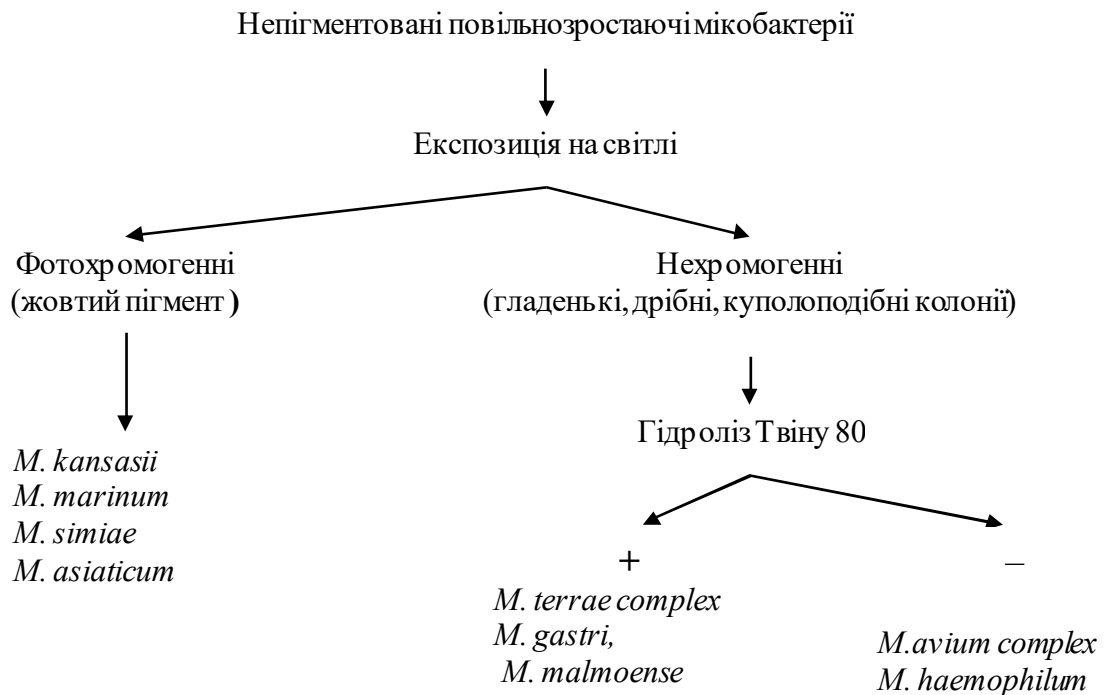 Непігментовані повільнозростаючі мікобактерії
Експозиція на світлі
Фотохромогенні
(жовтий пігмент)
Нехромогенні
(гладенькі, дрібні, куполоподібні колонії)
Гідроліз Твіну 80
M. kansasii
M. marinum
M. simiae
M. asiaticum
+
M. terrae complex
M. gastri,
M. malmoense
–
M.avium complex
M. haemophilum